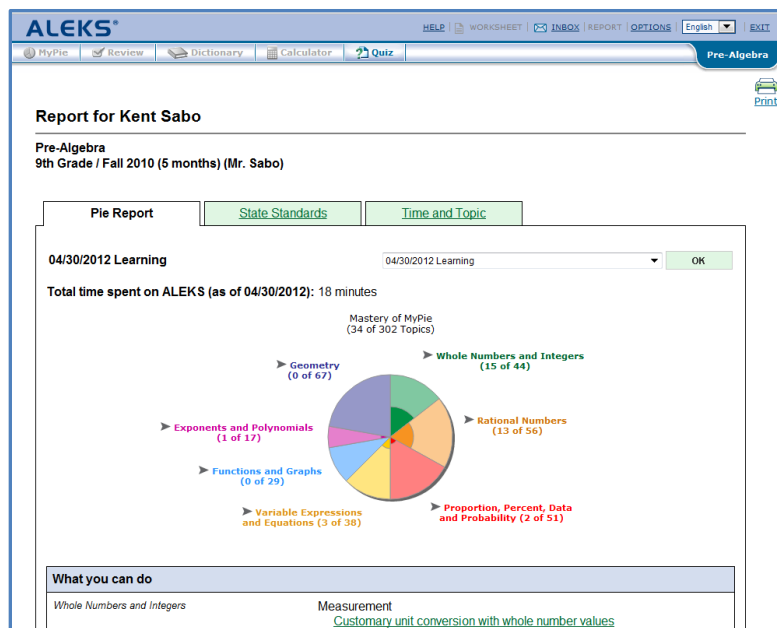 ALEKS®
HELP | WORKSHEET | INBOX | REPORT | OPTIONS | English | EXIT
MyPie Review Dictionary Calculator Quiz
Pre-Algebra
Print
Report for Kent Sabo
Pre-Algebra
9th Grade / Fall 2010 (5 months) (Mr. Sabo)
Pie Report State Standards Time and Topic
04/30/2012 Learning 04/30/2012 Learning OK
Total time spent on ALEKS (as of 04/30/2012): 18 minutes
Mastery of MyPie
(34 of 302 Topics)
Whole Numbers and Integers
(15 of 44)
Geometry
(0 of 67)
Rational Numbers
(13 of 56)
Exponents and Polynomials
(1 of 17)
Functions and Graphs
(0 of 29)
Proportion, Percent, Data
and Probability (2 of 51)
Variable Expressions
and Equations (3 of 38)
What you can do
Whole Numbers and Integers Measurement
Customary unit conversion with whole number values